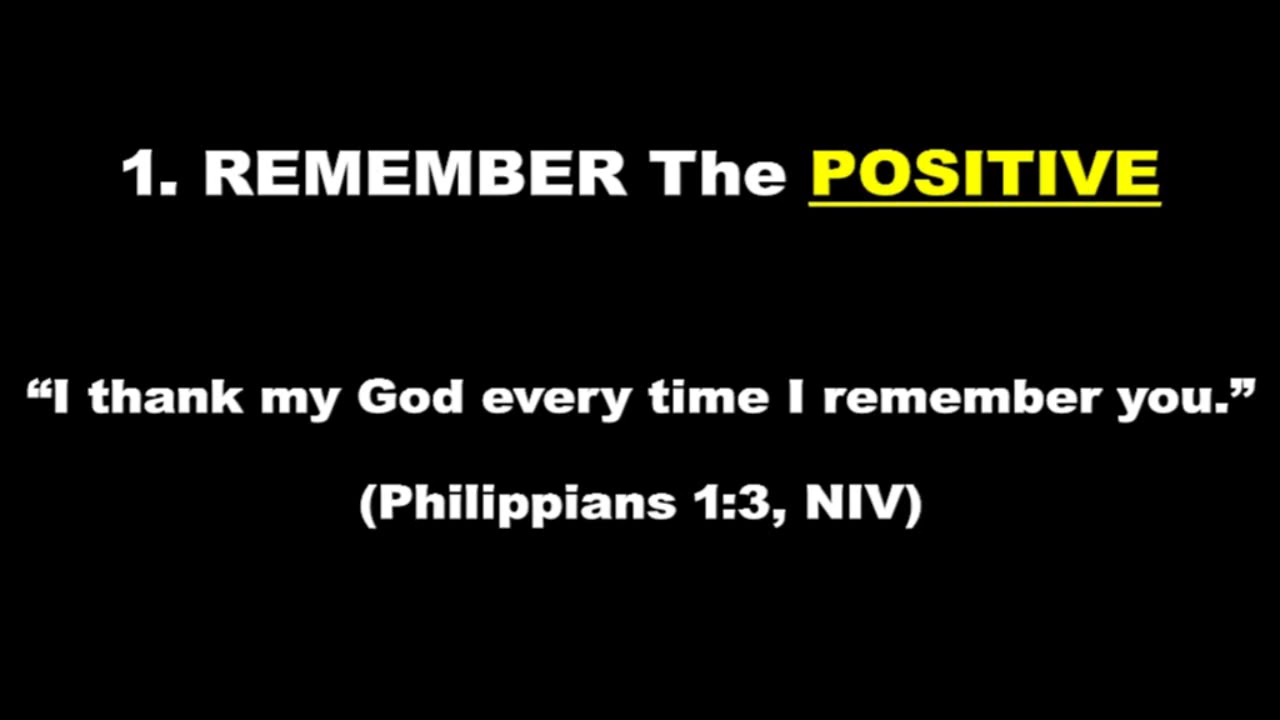 1. REMEMBER The POSITIVE
“I thank my God every time I remember you.”
(Philippians 1:3, NIV)